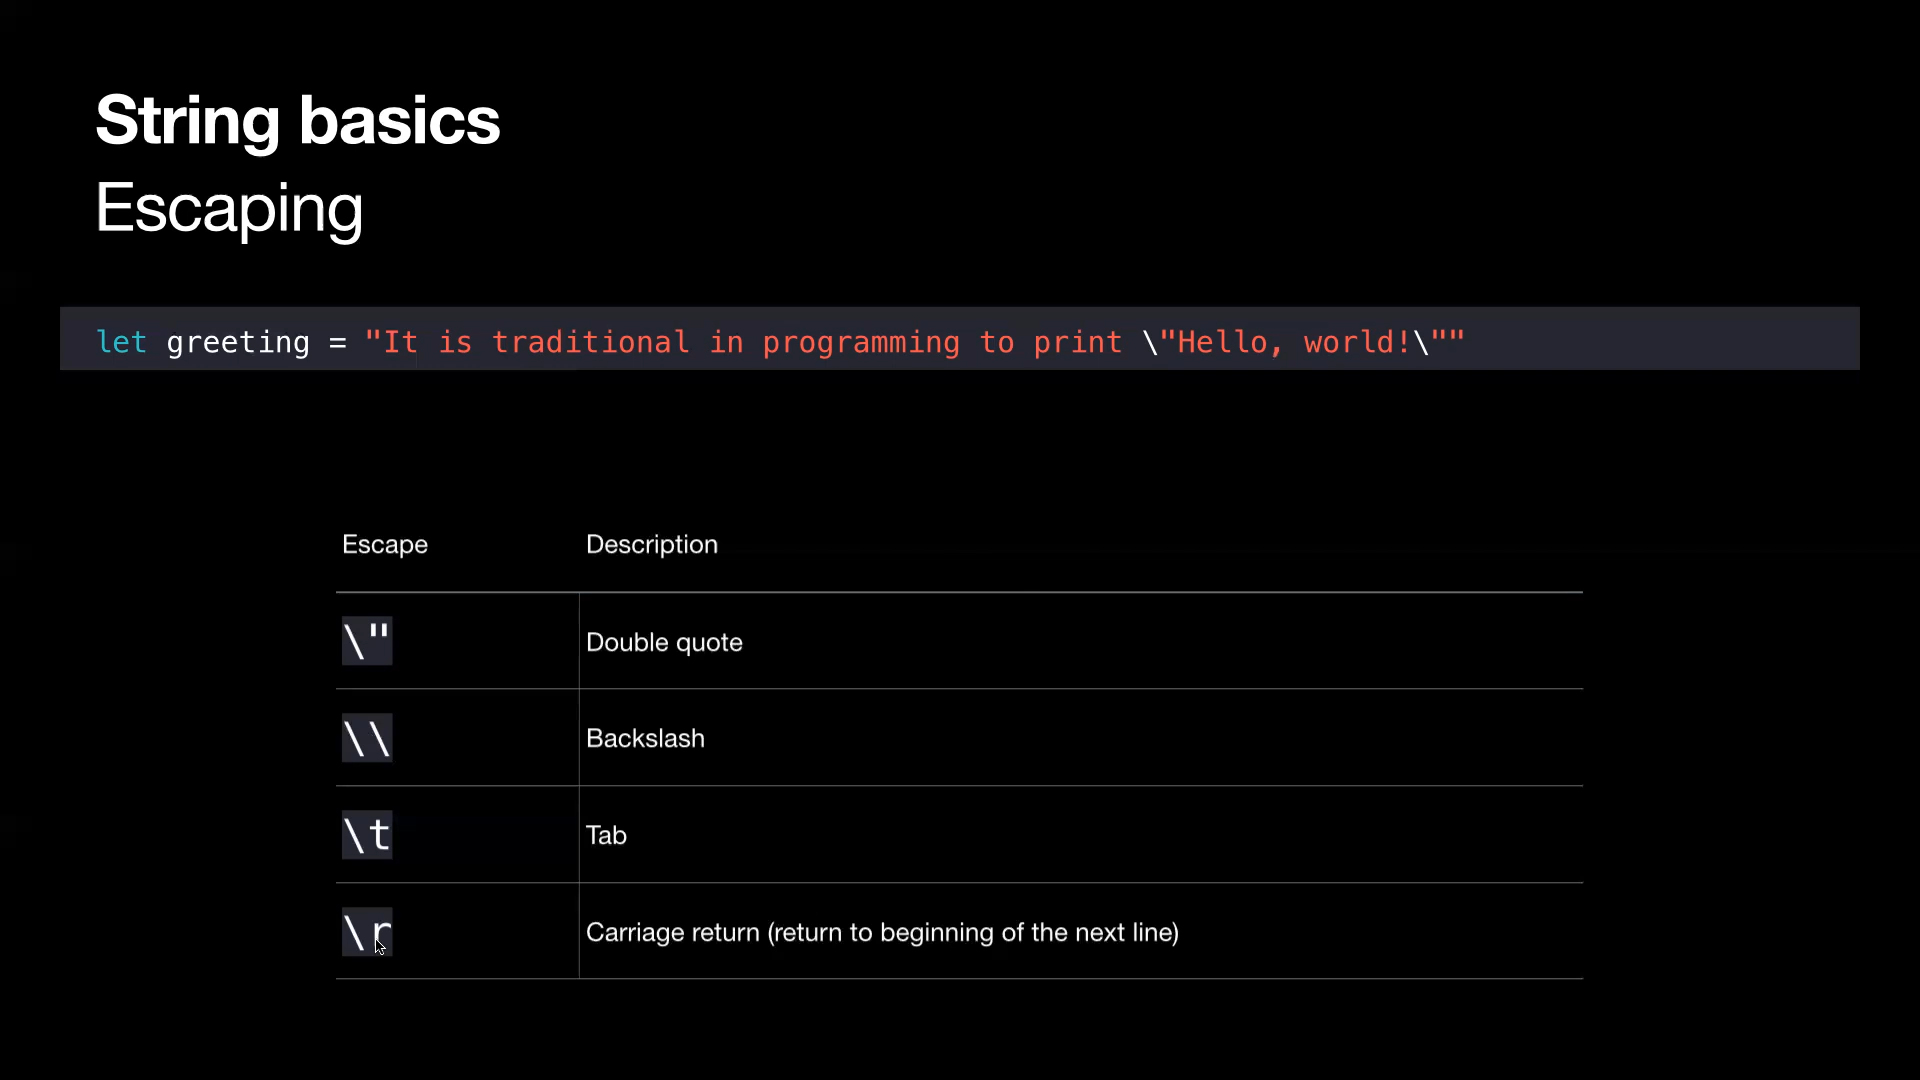 String basics
Escaping
let greeting = "It is traditional in programming to print \"Hello, world!\""
Escape Description
\" Double quote
\\ Backslash
\t Tab
\r Carriage return (return to beginning of the next line)